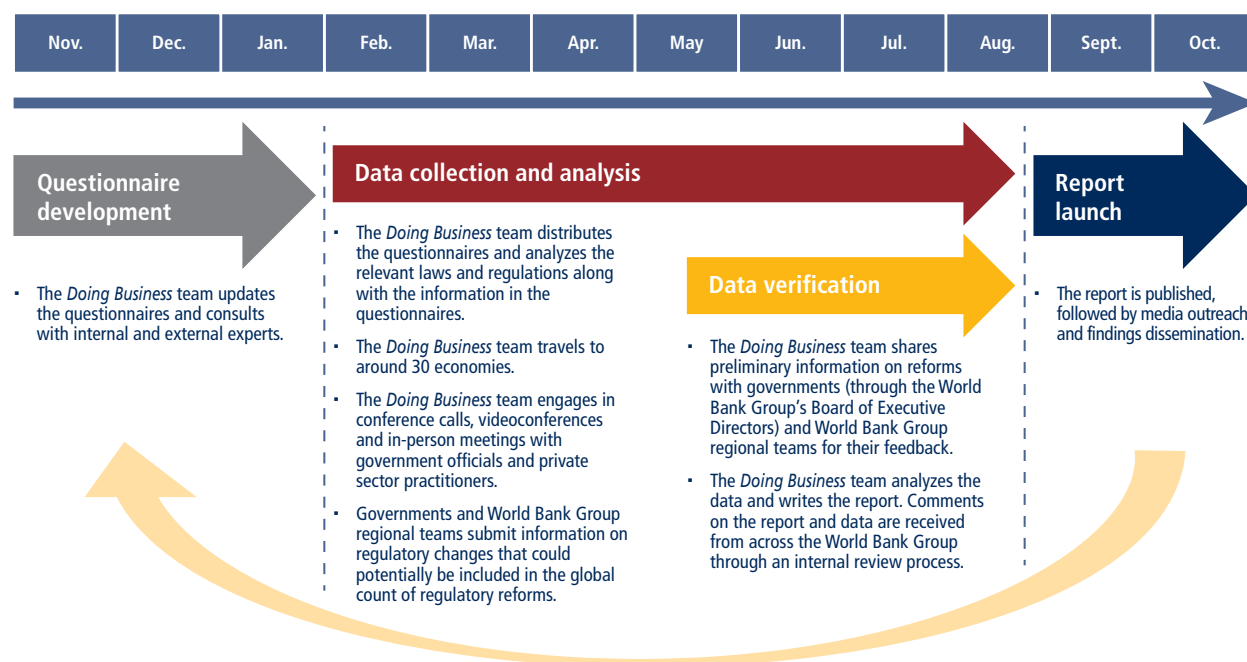 Nov. Dec. Jan. Feb. Mar. Apr. May Jun. Jul. Aug. Sept. Oct.
Questionnaire
development
▪ The Doing Business team updates
the questionnaires and consults
with internal and external experts.
Data collection and analysis
▪ The Doing Business team distributes
the questionnaires and analyzes the
relevant laws and regulations along
with the information in the
questionnaires.
▪ The Doing Business team travels to
around 30 economies.
▪ The Doing Business team engages in
conference calls, videoconferences
and in-person meetings with
government officials and private
sector practitioners.
▪ Governments and World Bank Group
regional teams submit information on
regulatory changes that could
potentially be included in the global
count of regulatory reforms.
Data verification
▪ The Doing Business team shares
preliminary information on reforms
with governments (through the World
Bank Group’s Board of Executive
Directors) and World Bank Group
regional teams for their feedback.
▪ The Doing Business team analyzes the
data and writes the report. Comments
on the report and data are received
from across the World Bank Group
through an internal review process.
Report
launch
▪ The report is published,
followed by media outreach
and findings dissemination.